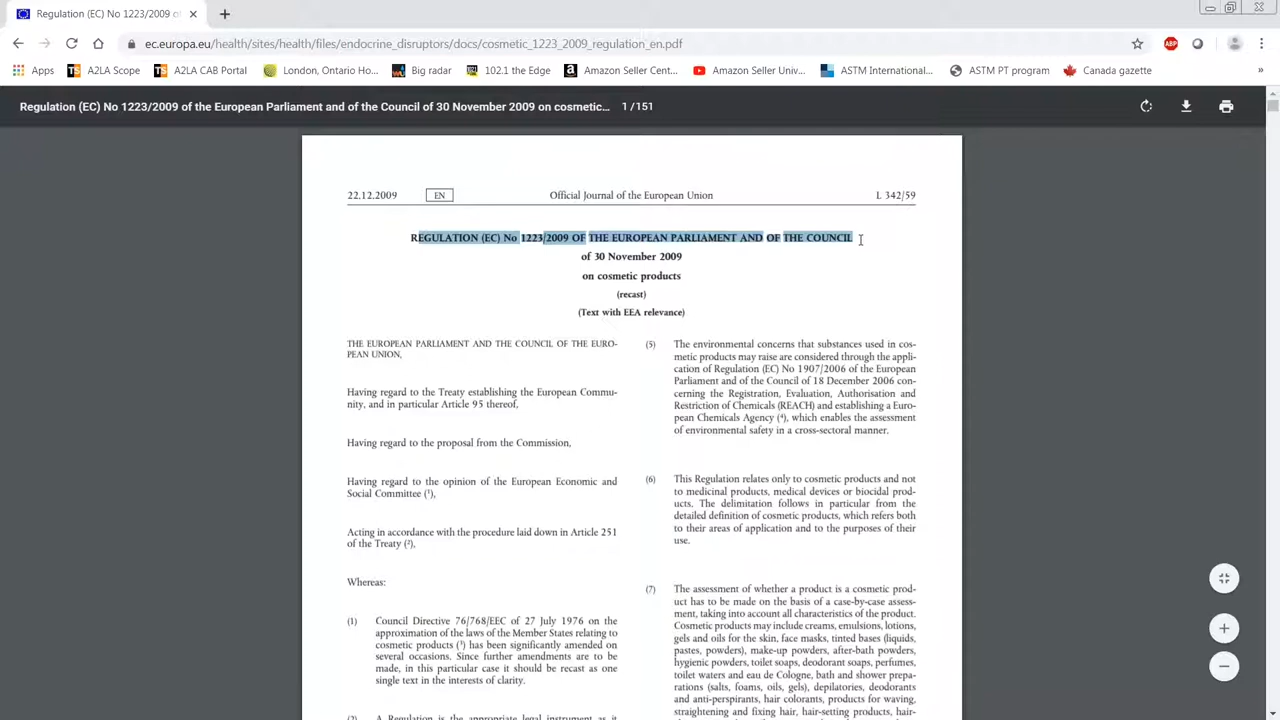 Regulation (EC) No 1223/2009 of
ec.europa.eu/health/sites/health/files/endocrine_disruptors/docs/cosmetic_1223_2009_regulation_en.pdf
ABP
Apps
A2LA Scope
A2LA CAB Portal
London, Ontario Ho...
Big radar
102.1 the Edge
Amazon Seller Cent...
Amazon Seller Univ...
ASTM International...
ASTM PT program
Canada gazette
»
Regulation (EC) No 1223/2009 of the European Parliament and of the Council of 30 November 2009 on cosmetic...
1 / 151
22.12.2009
EN
Official Journal of the European Union
L 342/59
REGULATION (EC) No 1223/2009 OF THE EUROPEAN PARLIAMENT AND OF THE COUNCIL
of 30 November 2009
on cosmetic products
(recast)
(Text with EEA relevance)
THE EUROPEAN PARLIAMENT AND THE COUNCIL OF THE EURO-
PEAN UNION,
Having regard to the Treaty establishing the European Commu-
nity, and in particular Article 95 thereof,
Having regard to the proposal from the Commission,
Having regard to the opinion of the European Economic and
Social Committee (¹),
Acting in accordance with the procedure laid down in Article 251
of the Treaty (²),
Whereas:
(1) Council Directive 76/768/EEC of 27 July 1976 on the
approximation of the laws of the Member States relating to
cosmetic products (³) has been significantly amended on
several occasions. Since further amendments are to be
made, in this particular case it should be recast as one
single text in the interests of clarity.
(2) A Regulation is the appropriate legal instrument as it
(5) The environmental concerns that substances used in cos-
metic products may raise are considered through the appli-
cation of Regulation (EC) No 1907/2006 of the European
Parliament and of the Council of 18 December 2006 con-
cerning the Registration, Evaluation, Authorisation and
Restriction of Chemicals (REACH) and establishing a Euro-
pean Chemicals Agency (⁴), which enables the assessment
of environmental safety in a cross-sectoral manner.
(6) This Regulation relates only to cosmetic products and not
to medicinal products, medical devices or biocidal prod-
ucts. The delimitation follows in particular from the
detailed definition of cosmetic products, which refers both
to their areas of application and to the purposes of their
use.
(7) The assessment of whether a product is a cosmetic prod-
uct has to be made on the basis of a case-by-case assess-
ment, taking into account all characteristics of the product.
Cosmetic products may include creams, emulsions, lotions,
gels and oils for the skin, face masks, tinted bases (liquids,
pastes, powders), make-up powders, after-bath powders,
hygienic powders, toilet soaps, deodorant soaps, perfumes,
toilet waters and eau de Cologne, bath and shower prepa-
rations (salts, foams, oils, gels), depilatories, deodorants
and anti-perspirants, hair colorants, products for waving,
straightening and fixing hair, hair-setting products, hair-